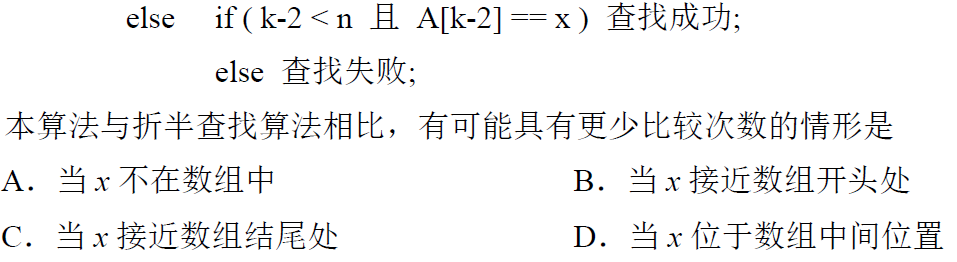 else if ( k-2 < n 且 A[k-2] == x ) 查找成功;
else 查找失败;
本算法与折半查找算法相比，有可能具有更少比较次数的情形是
A．当 x 不在数组中 B．当 x 接近数组开头处
C．当 x 接近数组结尾处 D．当 x 位于数组中间位置